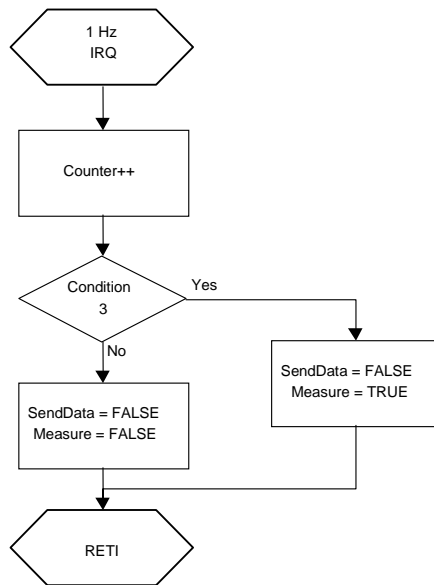 1 Hz
IRQ
Counter++
Condition
3
Yes
No
SendData = FALSE
Measure = TRUE
SendData = FALSE
Measure = FALSE
RETI